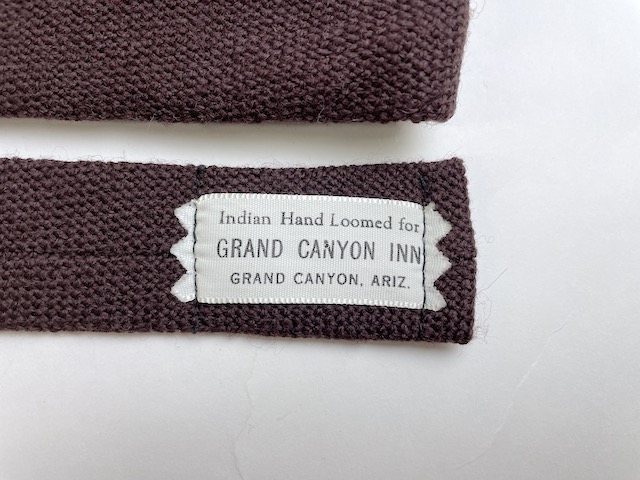 Indian Hand Loomed for
GRAND CANYON INN
GRAND CANYON, ARIZ.